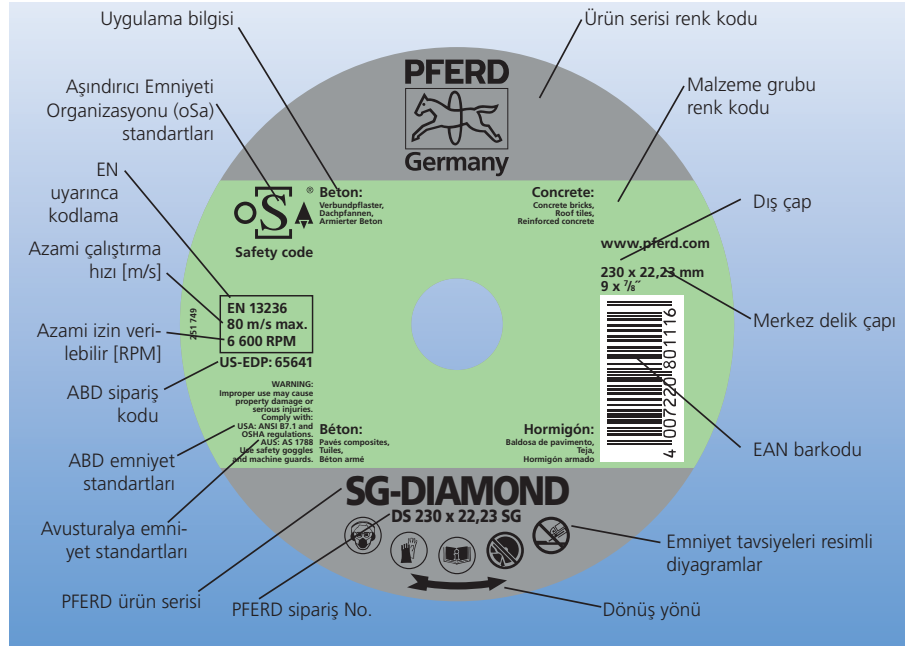 Uygulama bilgisi
Ürün serisi renk kodu
Aşındırıcı Emniyeti
Organizasyonu (oSa)
standartları
Malzeme grubu
renk kodu
EN
uyarınca
kodlama
Dış çap
Azami çalıştırma
hızı [m/s]
Azami izin veri-
lebilir [RPM]
Merkez delik çapı
ABD sipariş
kodu
ABD emniyet
standartları
EAN barkodu
Avusturalya emni-
yet standartları
Emniyet tavsiyeleri resimli
diyagramlar
PFERD ürün serisi
PFERD sipariş No.
Dönüş yönü
PFERD
Germany
oSa
®
Safety code
Beton:
Verbundpflaster,
Dachpfannen,
Armierter Beton
Concrete:
Concrete bricks,
Roof tiles,
Reinforced concrete
www.pferd.com
230 x 22,23 mm
9 x 7/8˝
251 749
EN 13236
80 m/s max.
6 600 RPM
US-EDP: 65641
WARNING:
Improper use may cause
property damage or
serious injuries.
Comply with:
USA: ANSI B7.1 and
OSHA regulations.
AUS: AS 1788
Use safety goggles
and machine guards.
Béton:
Pavés composites,
Tuiles,
Béton armé
Hormigón:
Baldosa de pavimento,
Teja,
Hormigón armado
4 007220 801116
SG-DIAMOND
DS 230 x 22,23 SG